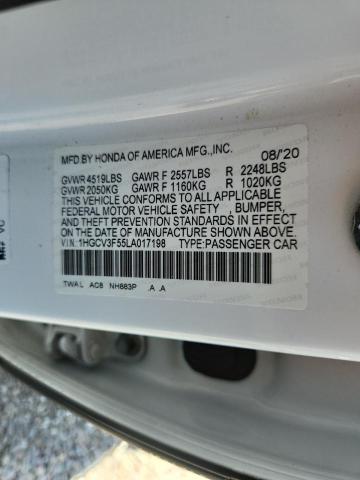 MFD BY HONDA OF AMERICA MFG.,INC. 08/'20
GVWR 4519LBS GAWR F 2557LBS R 2248LBS
GVWR 2050KG GAWR F 1160KG R 1020KG
THIS VEHICLE CONFORMS TO ALL APPLICABLE
FEDERAL MOTOR VEHICLE SAFETY , BUMPER , AND
THEFT PREVENTION STANDARDS IN EFFECT
ON THE DATE OF MANUFACTURE SHOWN ABOVE.
V.I.N:1HGCV3F55LA017198 TYPE:PASSENGER CAR
TWA L AC8 NH883P .A .A